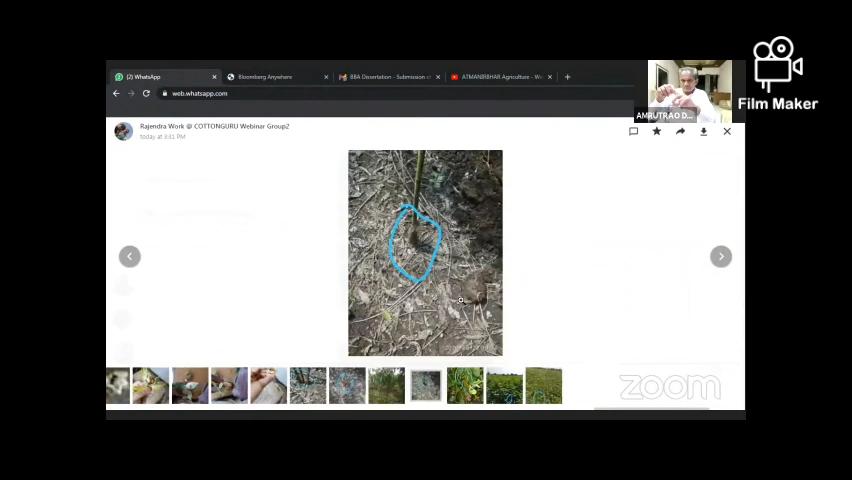 (2) WhatsApp
Bloomberg Anywhere
BBA Dissertation - Submission o
ATMANIRBHAR Agriculture - We
web.whatsapp.com
AMRUTRAO D...
Film Maker
Rajendra Work @ COTTONGURU Webinar Group2
today at 3:31 PM
zoom